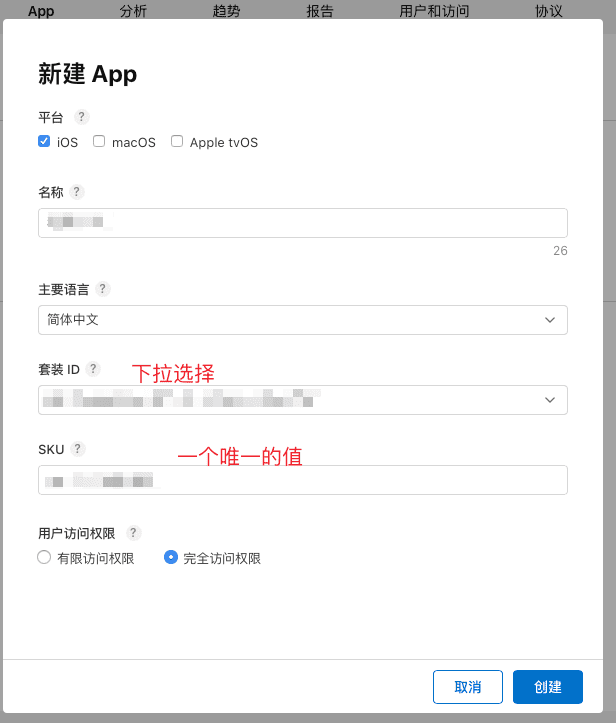 App 分析 趋势 报告 用户和访问 协议
新建 App
平台 ?
iOS macOS Apple tvOS
名称 ?
26
主要语言 ?
简体中文
套装 ID ? 下拉选择
SKU ? 一个唯一的值
用户访问权限 ?
有限访问权限 完全访问权限
取消 创建